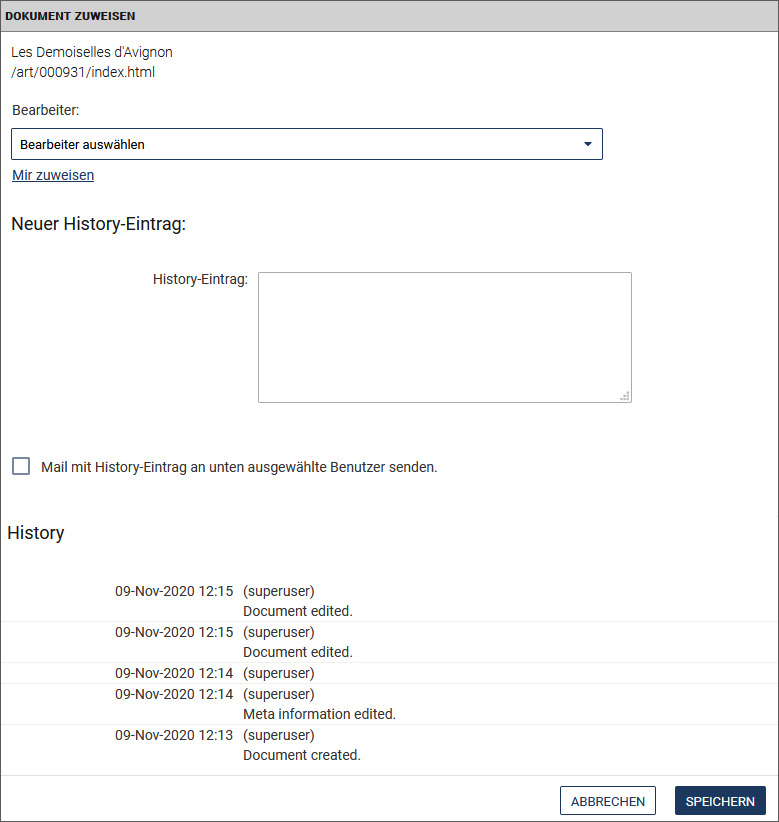 DOKUMENT ZUWEISEN
Les Demoiselles d'Avignon
/art/000931/index.html
Bearbeiter:
Bearbeiter auswählen
Mir zuweisen
Neuer History-Eintrag:
History-Eintrag:
Mail mit History-Eintrag an unten ausgewählte Benutzer senden.
History
09-Nov-2020 12:15 (superuser)
Document edited.
09-Nov-2020 12:15 (superuser)
Document edited.
09-Nov-2020 12:14 (superuser)
09-Nov-2020 12:14 (superuser)
Meta information edited.
09-Nov-2020 12:13 (superuser)
Document created.
ABBRECHEN SPEICHERN